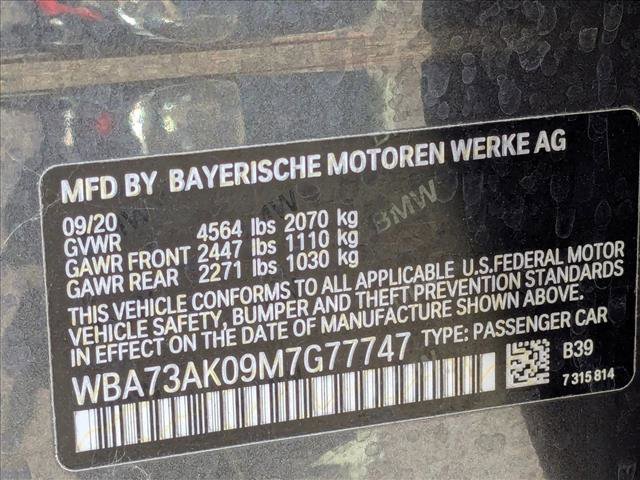 MFD BY BAYERISCHE MOTOREN WERKE AG
09/20
GVWR 4564 lbs 2070 kg
GAWR FRONT 2447 lbs 1110 kg
GAWR REAR 2271 lbs 1030 kg
THIS VEHICLE CONFORMS TO ALL APPLICABLE U.S.FEDERAL MOTOR
VEHICLE SAFETY, BUMPER AND THEFT PREVENTION STANDARDS
IN EFFECT ON THE DATE OF MANUFACTURE SHOWN ABOVE.
WBA73AK09M7G77747 TYPE: PASSENGER CAR
B39
7 315 814
BMW